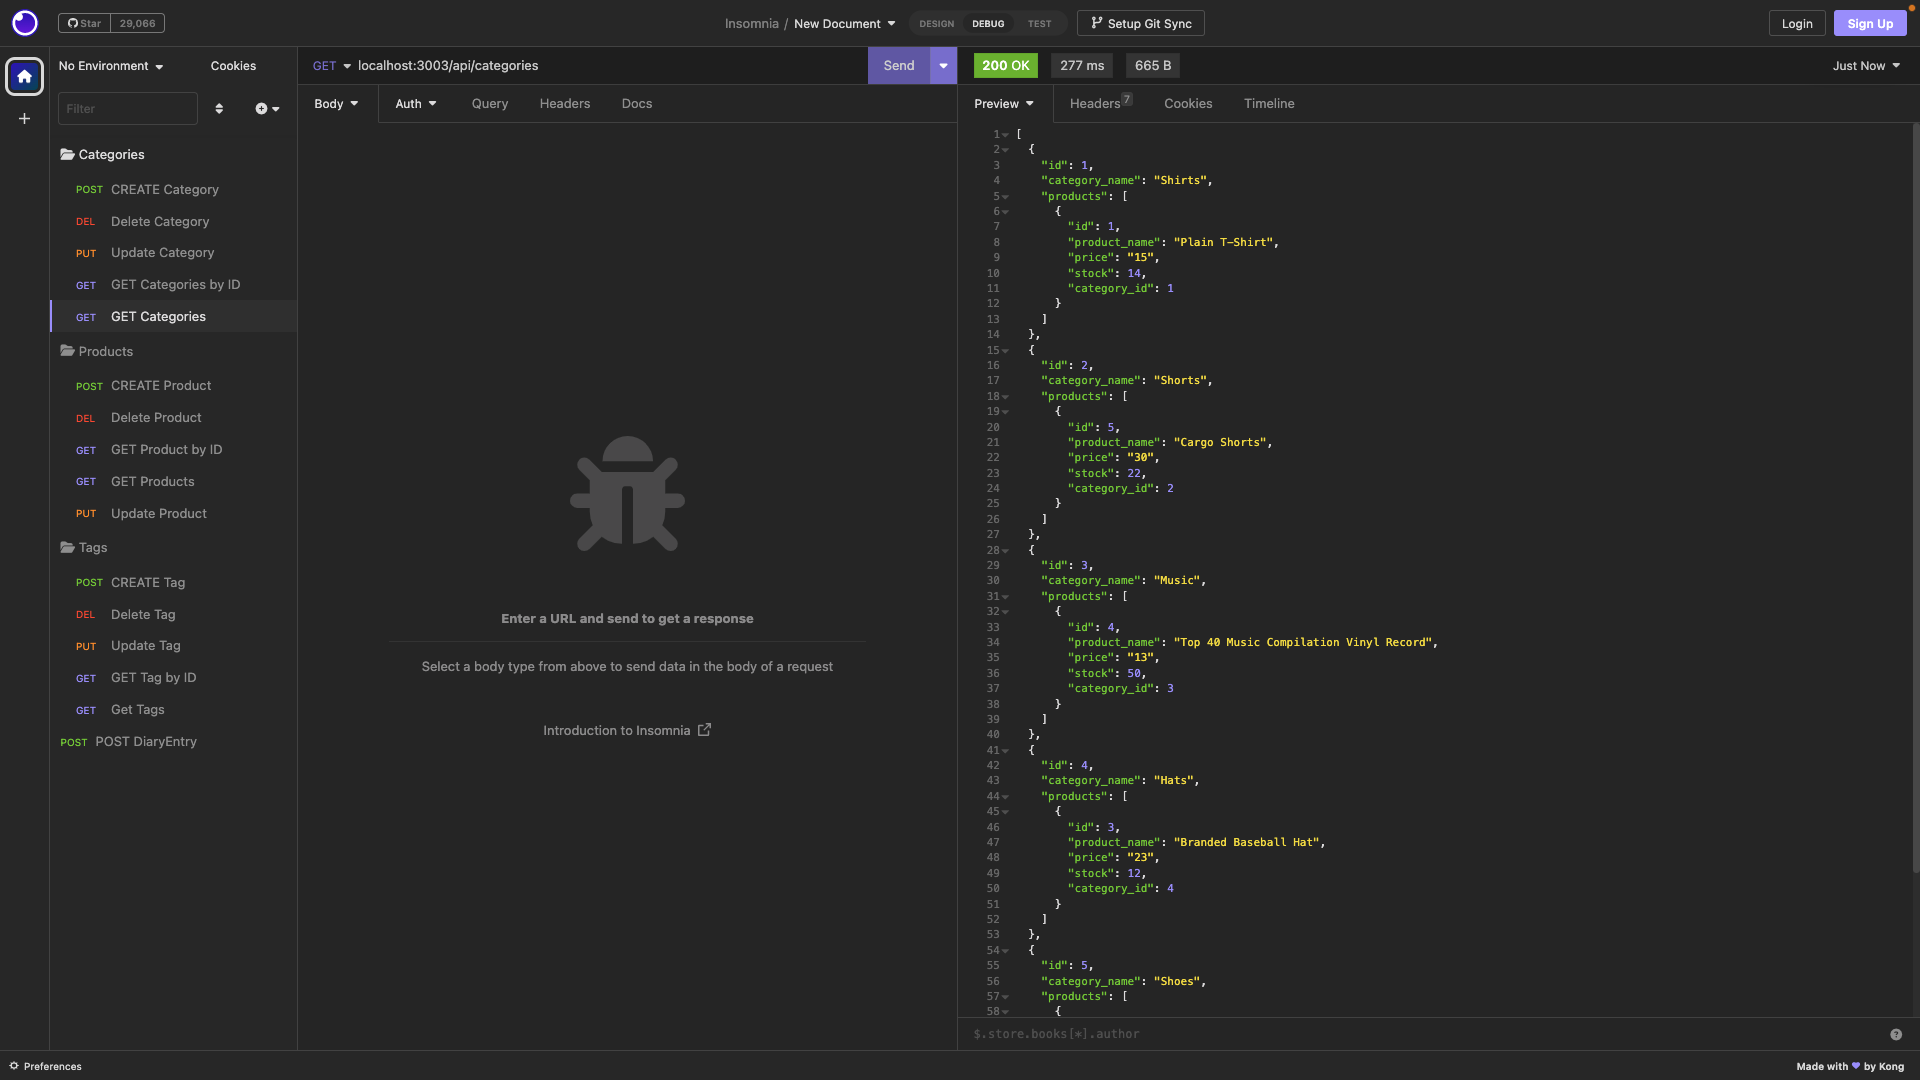 Star 29,066
Insomnia / New Document
DESIGN DEBUG TEST
Setup Git Sync
Login
Sign Up
No Environment
Cookies
Filter
Categories
POST CREATE Category
DEL Delete Category
PUT Update Category
GET GET Categories by ID
GET GET Categories
Products
POST CREATE Product
DEL Delete Product
GET GET Product by ID
GET GET Products
PUT Update Product
Tags
POST CREATE Tag
DEL Delete Tag
PUT Update Tag
GET GET Tag by ID
GET Get Tags
POST POST DiaryEntry
GET localhost:3003/api/categories
Send
Body Auth Query Headers Docs
Enter a URL and send to get a response
Select a body type from above to send data in the body of a request
Introduction to Insomnia
200 OK 277 ms 665 B
Just Now
Preview Headers 7 Cookies Timeline
1 [
2 {
3 "id": 1,
4 "category_name": "Shirts",
5 "products": [
6 {
7 "id": 1,
8 "product_name": "Plain T-Shirt",
9 "price": "15",
10 "stock": 14,
11 "category_id": 1
12 }
13 ]
14 },
15 {
16 "id": 2,
17 "category_name": "Shorts",
18 "products": [
19 {
20 "id": 5,
21 "product_name": "Cargo Shorts",
22 "price": "30",
23 "stock": 22,
24 "category_id": 2
25 }
26 ]
27 },
28 {
29 "id": 3,
30 "category_name": "Music",
31 "products": [
32 {
33 "id": 4,
34 "product_name": "Top 40 Music Compilation Vinyl Record",
35 "price": "13",
36 "stock": 50,
37 "category_id": 3
38 }
39 ]
40 },
41 {
42 "id": 4,
43 "category_name": "Hats",
44 "products": [
45 {
46 "id": 3,
47 "product_name": "Branded Baseball Hat",
48 "price": "23",
49 "stock": 12,
50 "category_id": 4
51 }
52 ]
53 },
54 {
55 "id": 5,
56 "category_name": "Shoes",
57 "products": [
58 {
$.store.books[*].author
Preferences
Made with ♥ by Kong